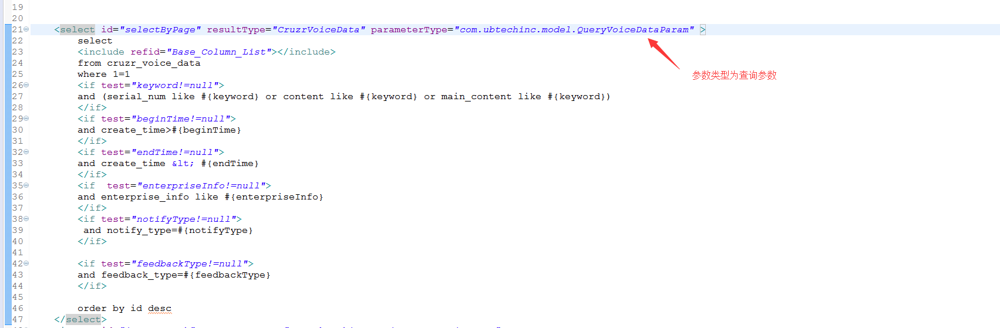 19
20
21 <select id="selectByPage" resultType="CruzrVoiceData" parameterType="com.ubtechinc.model.QueryVoiceDataParam" >
22 select
23 <include refid="Base_Column_List"></include>
24 from cruzr_voice_data
25 where 1=1
参数类型为查询参数
26 <if test="keyword!=null">
27 and (serial_num like #{keyword} or content like #{keyword} or main_content like #{keyword})
28 </if>
29 <if test="beginTime!=null">
30 and create_time>#{beginTime}
31 </if>
32 <if test="endTime!=null">
33 and create_time &lt; #{endTime}
34 </if>
35 <if  test="enterpriseInfo!=null">
36 and enterprise_info like #{enterpriseInfo}
37 </if>
38 <if test="notifyType!=null">
39 and notify_type=#{notifyType}
40 </if>
41
42 <if test="feedbackType!=null">
43 and feedback_type=#{feedbackType}
44 </if>
45
46 order by id desc
47 </select>